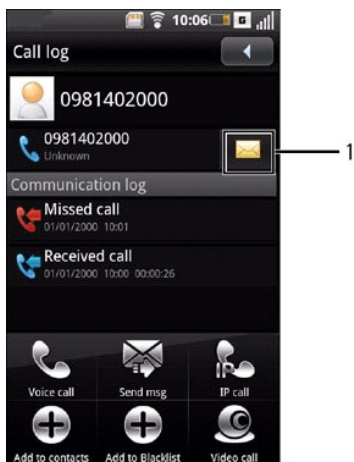 10:06 G
Call log
0981402000
0981402000
Unknown
1
Communication log
Missed call
01/01/2000 10:01
Received call
01/01/2000 10:00 00:00:26
IP
Voice call Send msg IP call
Add to contacts Add to Blacklist Video call